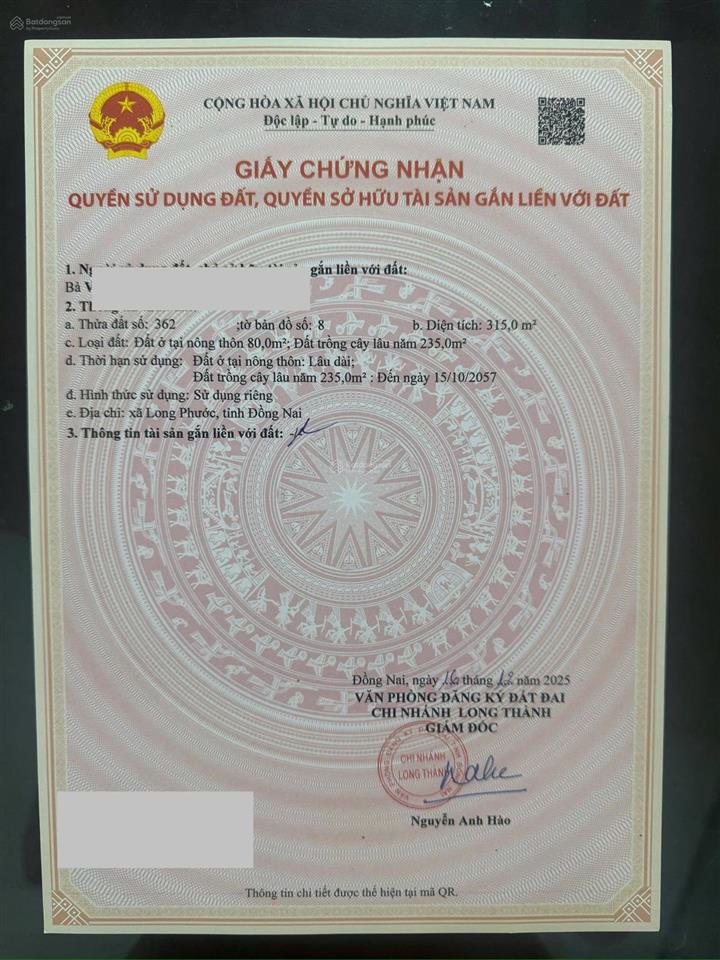 Batdongsan
by PropertyGuru
CỘNG HÒA XÃ HỘI CHỦ NGHĨA VIỆT NAM
Độc lập - Tự do - Hạnh phúc
GIẤY CHỨNG NHẬN
QUYỀN SỬ DỤNG ĐẤT, QUYỀN SỞ HỮU TÀI SẢN GẮN LIỀN VỚI ĐẤT
1. gắn liền với đất:
Bà V
2.
a. Thửa đất số: 362 ;tờ bản đồ số: 8 b. Diện tích: 315,0 m²
c. Loại đất: Đất ở tại nông thôn 80,0m²; Đất trồng cây lâu năm 235,0m²
d. Thời hạn sử dụng: Đất ở tại nông thôn: Lâu dài;
Đất trồng cây lâu năm 235,0m² : Đến ngày 15/10/2057
đ. Hình thức sử dụng: Sử dụng riêng
e. Địa chỉ: xã Long Phước, tỉnh Đồng Nai
3. Thông tin tài sản gắn liền với đất: -/-
Đồng Nai, ngày 16 tháng 12 năm 2025
VĂN PHÒNG ĐĂNG KÝ ĐẤT ĐAI
CHI NHÁNH LONG THÀNH
GIÁM ĐỐC
CHI NHÁNH
LONG THÀNH
Nguyễn Anh Hào
Thông tin chi tiết được thể hiện tại mã QR.